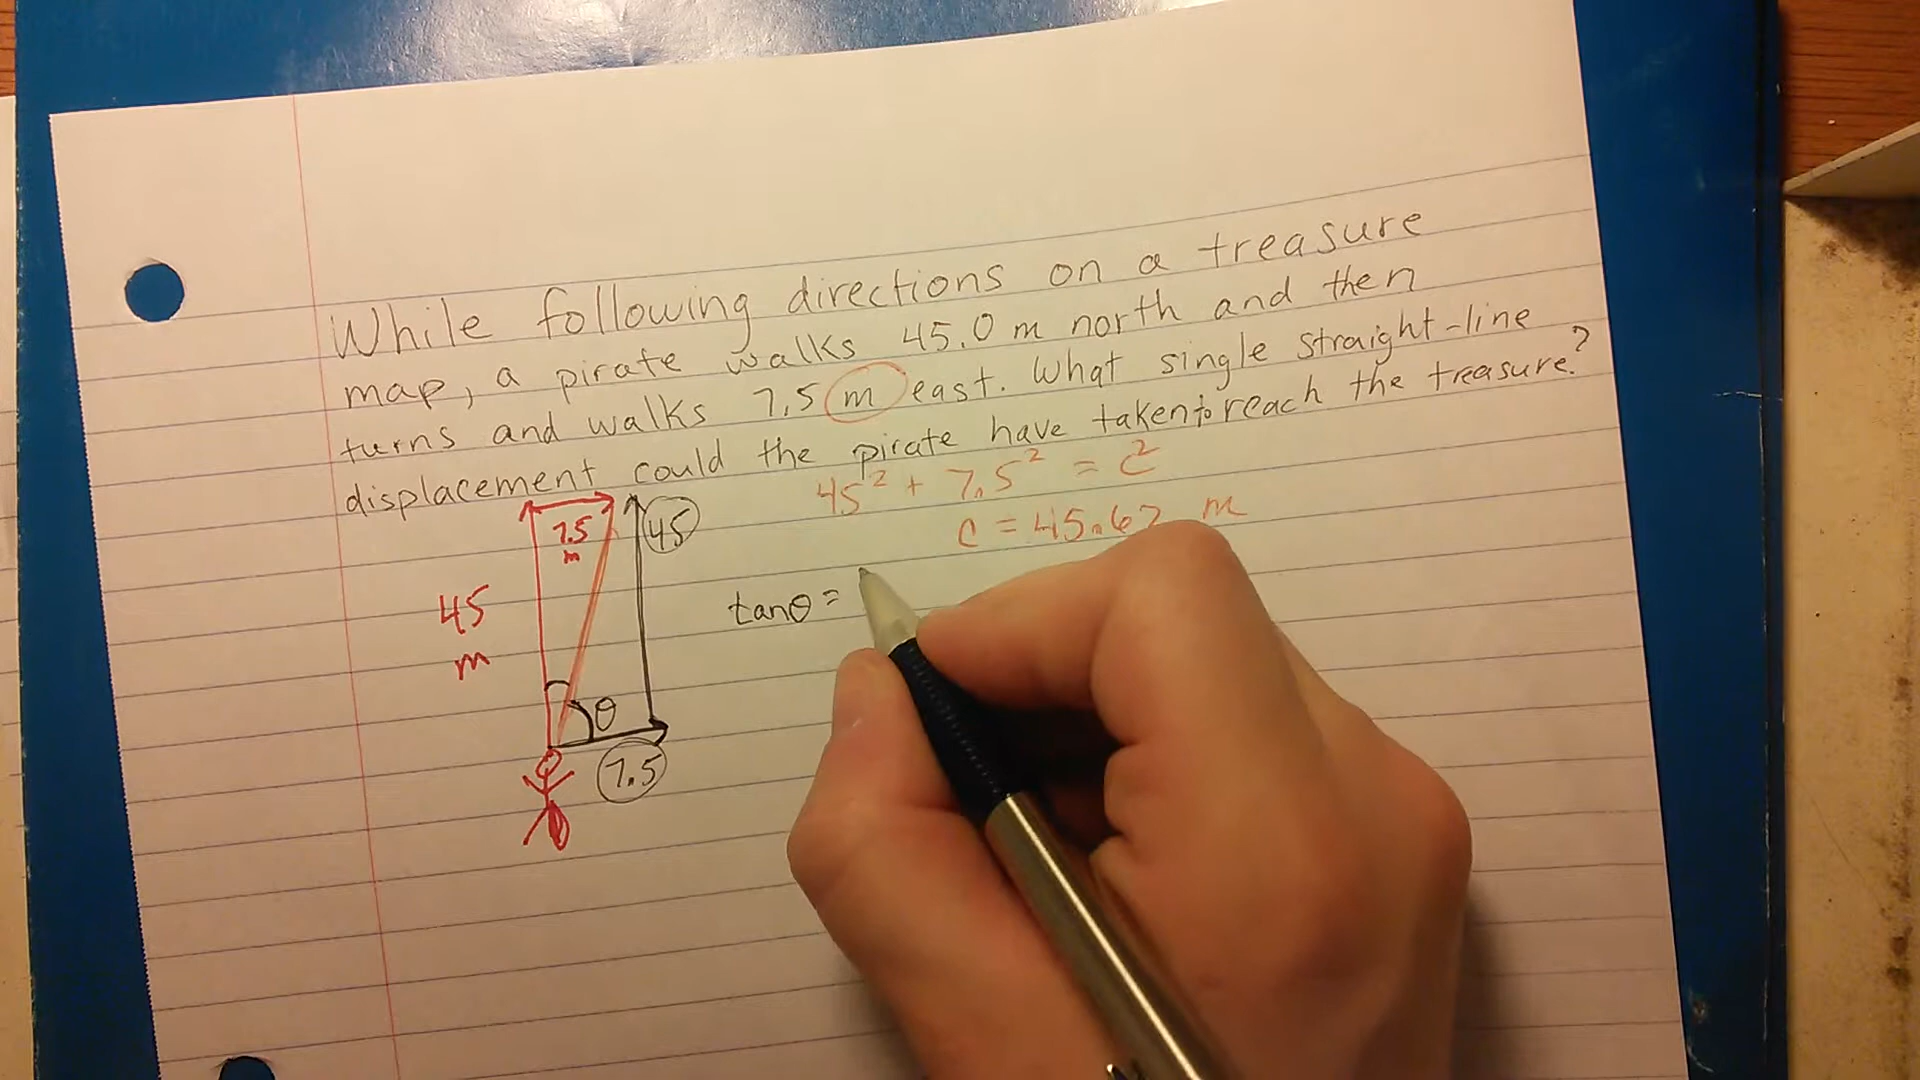 While following directions on a treasure
map, a pirate walks 45.0 m north and then
turns and walks 7.5 m east. What single straight-line
displacement could the pirate have taken to reach the treasure?
45² + 7.5² = c²
c = 45.62 m
7.5
m
45
45
m
tanθ =
θ
7.5